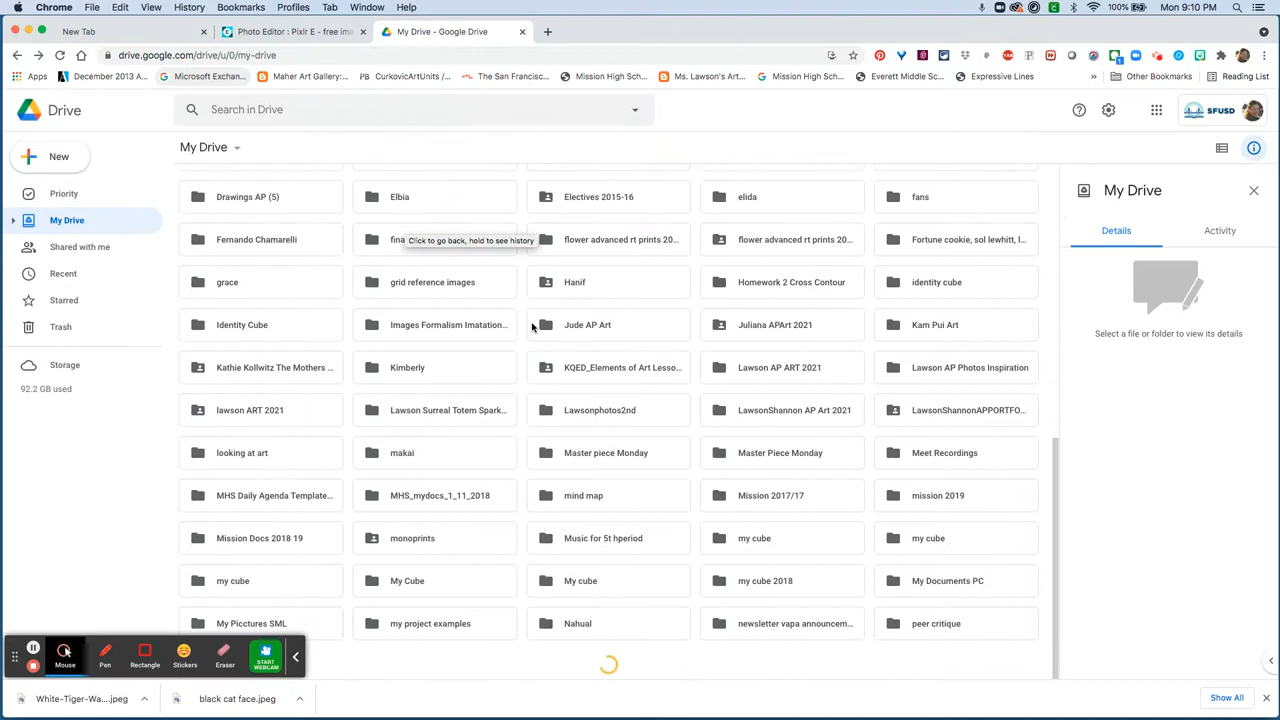 Chrome File Edit View History Bookmarks Profiles Tab Window Help 100% Mon 9:10 PM
New Tab Photo Editor : Pixlr E - free ima My Drive - Google Drive
drive.google.com/drive/u/0/my-drive
Apps December 2013 A... Microsoft Exchan... Maher Art Gallery:... CurkovicArtUnits /... The San Francisc... Mission High Sch... Ms. Lawson's Art... Mission High Sch... Everett Middle Sc... Expressive Lines » Other Bookmarks Reading List
Drive Search in Drive SFUSD
New My Drive
Priority
My Drive
Shared with me
Recent
Starred
Trash
Storage
92.2 GB used
Drawings AP (5) Elbia Electives 2015-16 elida fans
Fernando Chamarelli fina flower advanced rt prints 20... flower advanced rt prints 20... Fortune cookie, sol lewhitt, l...
Click to go back, hold to see history
grace grid reference images Hanif Homework 2 Cross Contour identity cube
Identity Cube Images Formalism Imatation... Jude AP Art Juliana APArt 2021 Kam Pui Art
Kathie Kollwitz The Mothers ... Kimberly KQED_Elements of Art Lesso... Lawson AP ART 2021 Lawson AP Photos Inspiration
lawson ART 2021 Lawson Surreal Totem Spark... Lawsonphotos2nd LawsonShannon AP Art 2021 LawsonShannonAPPORTFO...
looking at art makai Master piece Monday Master Piece Monday Meet Recordings
MHS Daily Agenda Template... MHS_mydocs_1_11_2018 mind map Mission 2017/17 mission 2019
Mission Docs 2018 19 monoprints Music for 5t hperiod my cube my cube
my cube My Cube My cube my cube 2018 My Documents PC
My Picctures SML my project examples Nahual newsletter vapa announcem... peer critique
My Drive
Details Activity
Select a file or folder to view its details
Mouse Pen Rectangle Stickers Eraser START WEBCAM
White-Tiger-Wa....jpeg black cat face.jpeg Show All